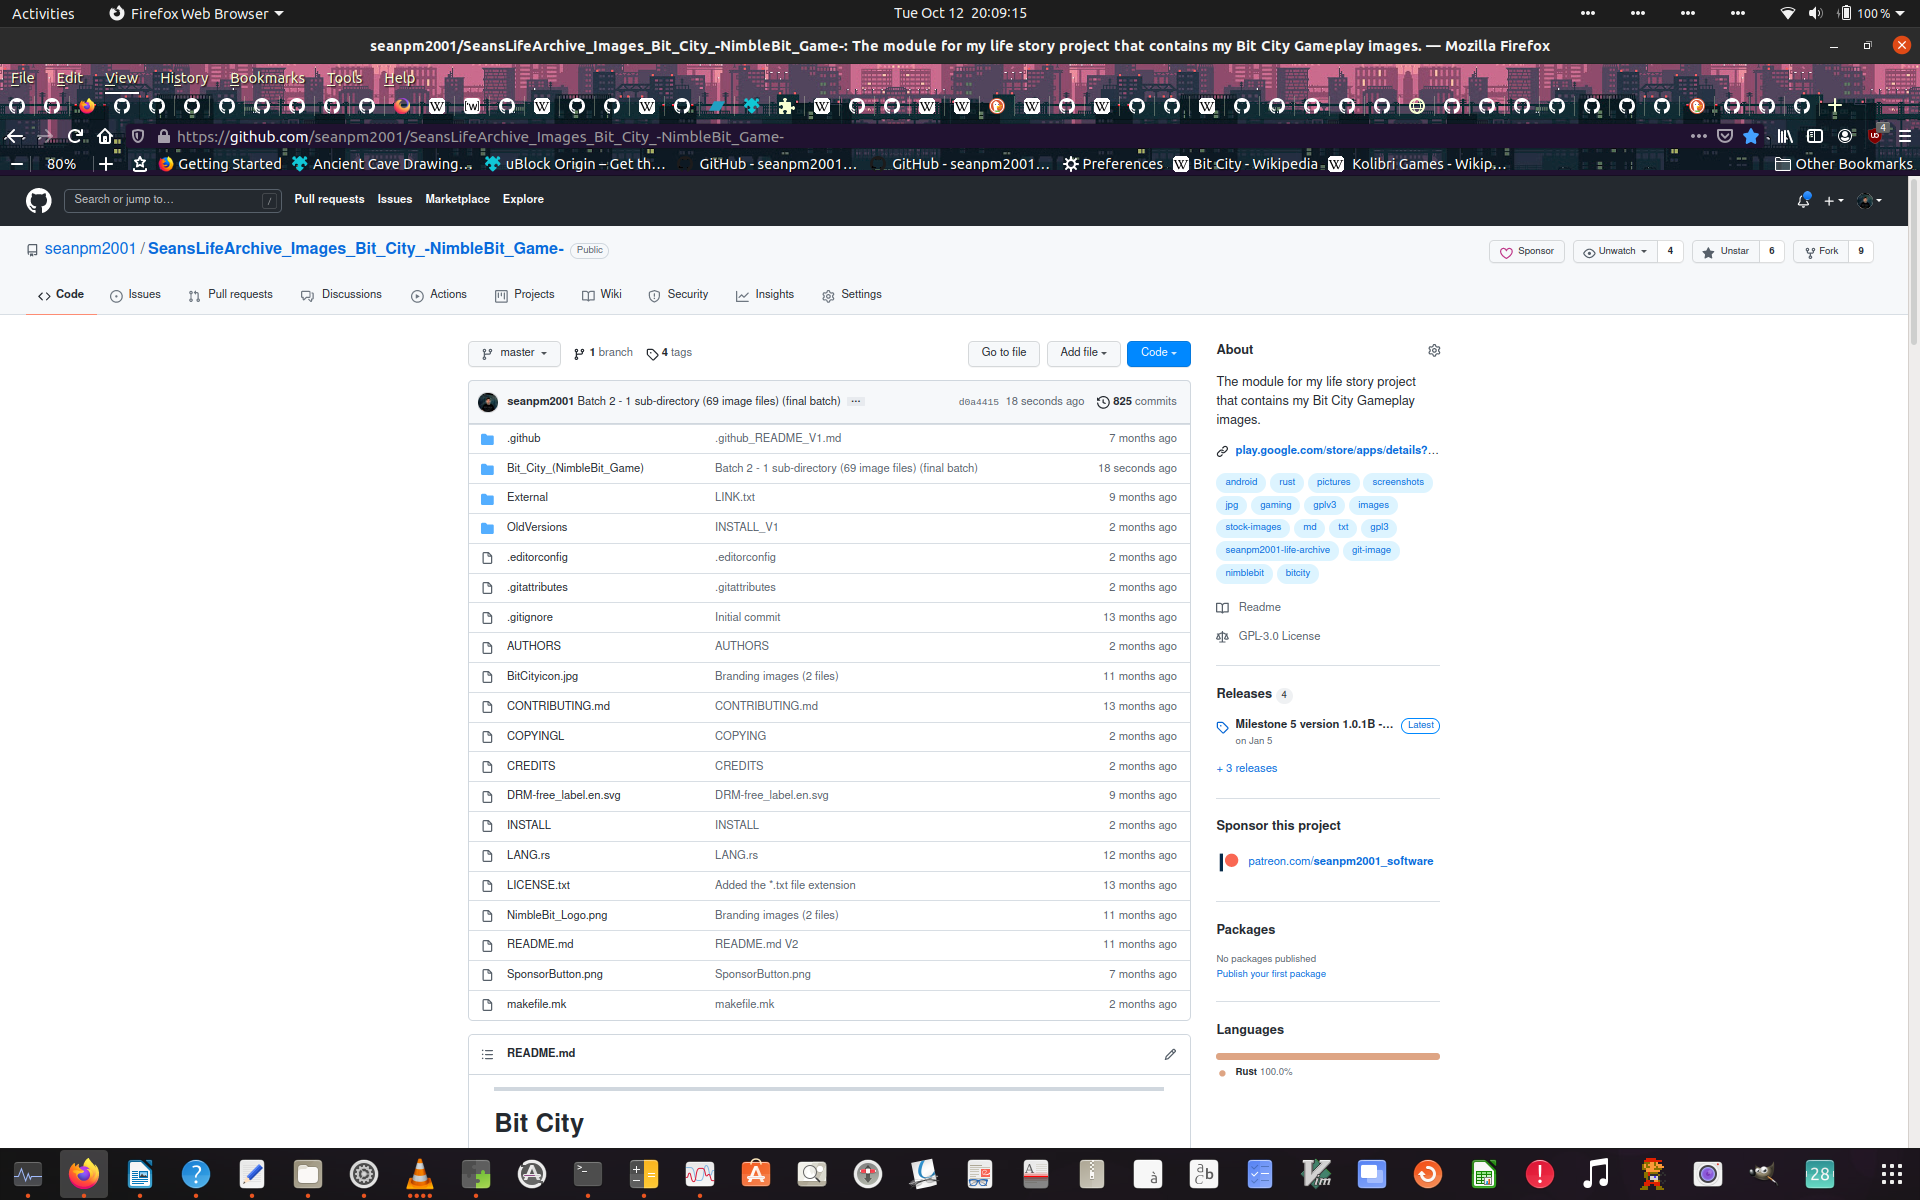 Activities Firefox Web Browser Tue Oct 12 20:09:15 100 %
seanpm2001/SeansLifeArchive_Images_Bit_City_-NimbleBit_Game-: The module for my life story project that contains my Bit City Gameplay images. — Mozilla Firefox
File Edit View History Bookmarks Tools Help
https://github.com/seanpm2001/SeansLifeArchive_Images_Bit_City_-NimbleBit_Game- 4
80% Getting Started Ancient Cave Drawing… uBlock Origin – Get th… GitHub - seanpm2001… GitHub - seanpm2001… Preferences Bit City - Wikipedia Kolibri Games - Wikip… Other Bookmarks
Search or jump to… / Pull requests Issues Marketplace Explore
seanpm2001 / SeansLifeArchive_Images_Bit_City_-NimbleBit_Game- Public Sponsor Unwatch 4 Unstar 6 Fork 9
Code Issues Pull requests Discussions Actions Projects Wiki Security Insights Settings
master 1 branch 4 tags Go to file Add file Code
seanpm2001 Batch 2 - 1 sub-directory (69 image files) (final batch) … d0a4415 18 seconds ago 825 commits
.github .github_README_V1.md 7 months ago
Bit_City_(NimbleBit_Game) Batch 2 - 1 sub-directory (69 image files) (final batch) 18 seconds ago
External LINK.txt 9 months ago
OldVersions INSTALL_V1 2 months ago
.editorconfig .editorconfig 2 months ago
.gitattributes .gitattributes 2 months ago
.gitignore Initial commit 13 months ago
AUTHORS AUTHORS 2 months ago
BitCityicon.jpg Branding images (2 files) 11 months ago
CONTRIBUTING.md CONTRIBUTING.md 13 months ago
COPYINGL COPYING 2 months ago
CREDITS CREDITS 2 months ago
DRM-free_label.en.svg DRM-free_label.en.svg 9 months ago
INSTALL INSTALL 2 months ago
LANG.rs LANG.rs 12 months ago
LICENSE.txt Added the *.txt file extension 13 months ago
NimbleBit_Logo.png Branding images (2 files) 11 months ago
README.md README.md V2 11 months ago
SponsorButton.png SponsorButton.png 7 months ago
makefile.mk makefile.mk 2 months ago
README.md
Bit City
About
The module for my life story project
that contains my Bit City Gameplay
images.
play.google.com/store/apps/details?…
android rust pictures screenshots
jpg gaming gplv3 images
stock-images md txt gpl3
seanpm2001-life-archive git-image
nimblebit bitcity
Readme
GPL-3.0 License
Releases 4
Milestone 5 version 1.0.1B -… Latest
on Jan 5
+ 3 releases
Sponsor this project
patreon.com/seanpm2001_software
Packages
No packages published
Publish your first package
Languages
Rust 100.0%
28